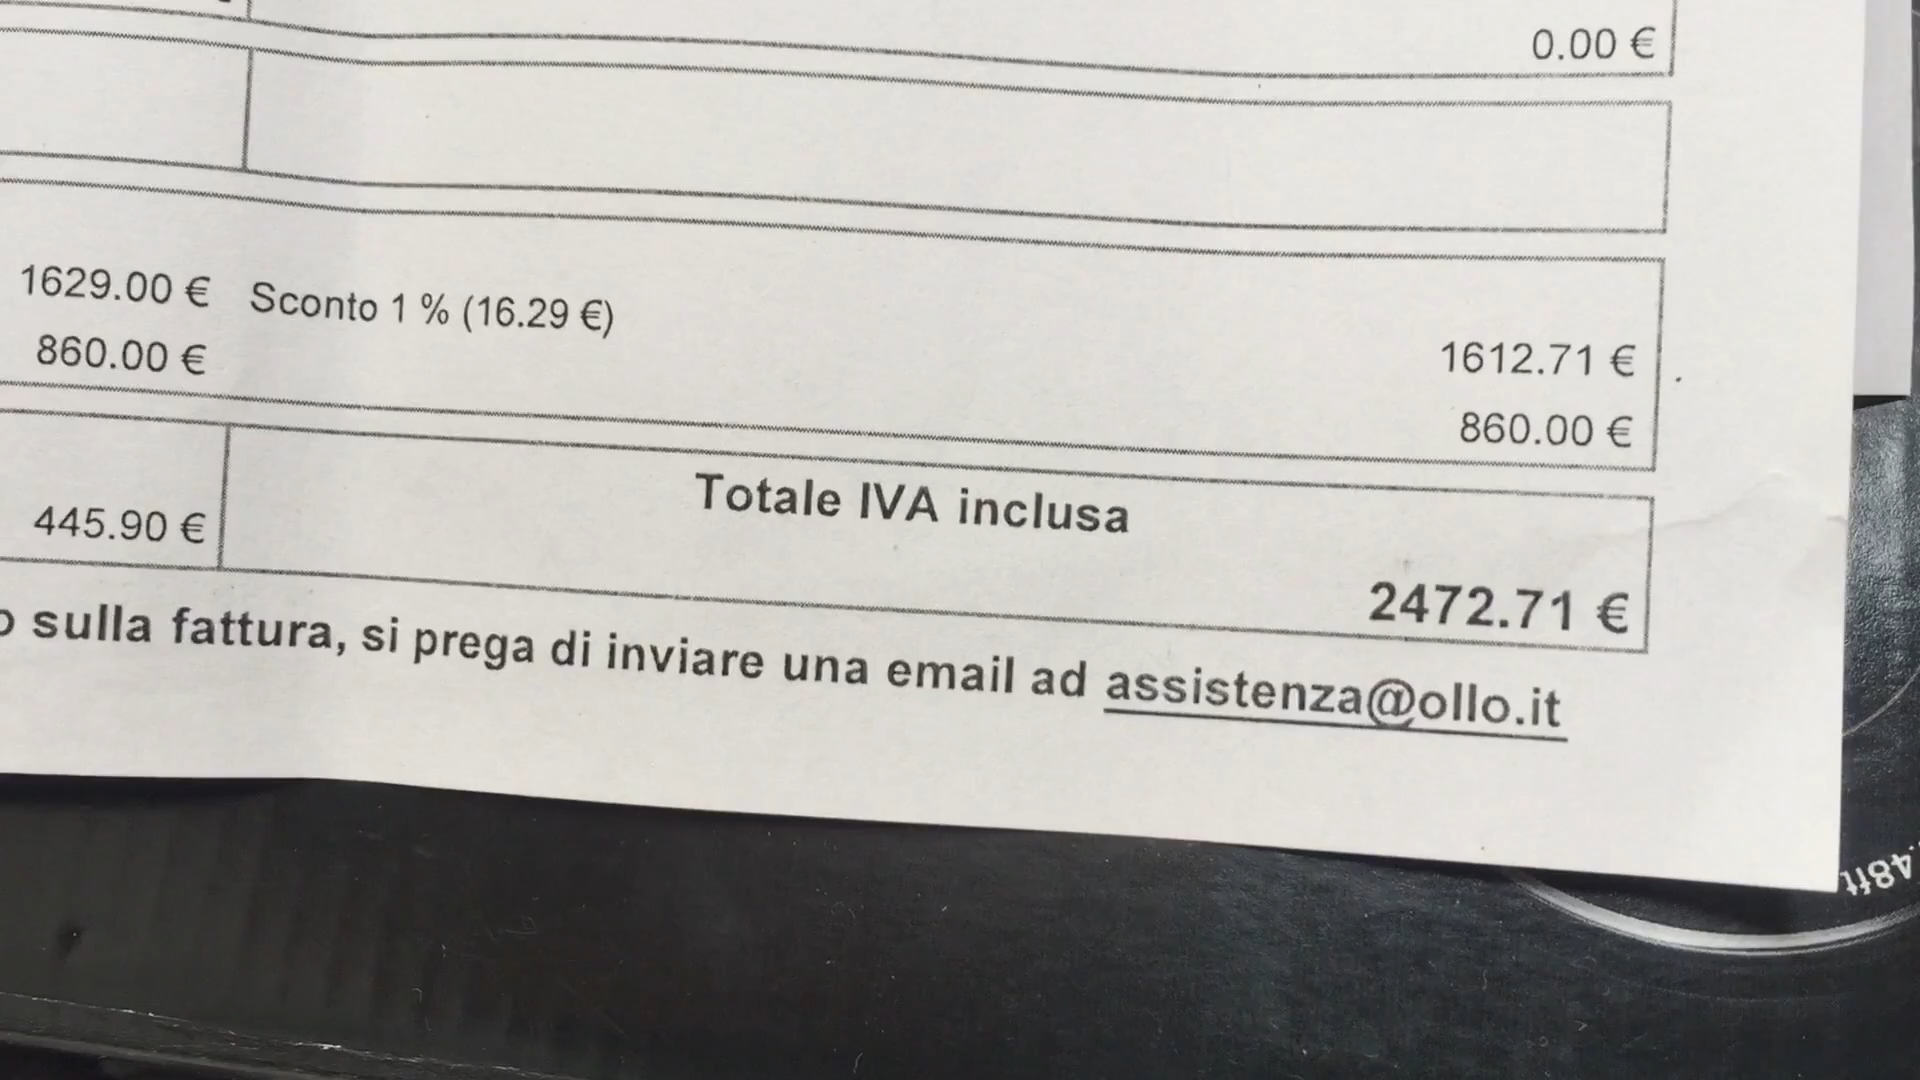 0.00 €
1629.00 € Sconto 1 % (16.29 €) 1612.71 €
860.00 € 860.00 €
Totale IVA inclusa
445.90 € 2472.71 €
o sulla fattura, si prega di inviare una email ad assistenza@ollo.it
.48ft